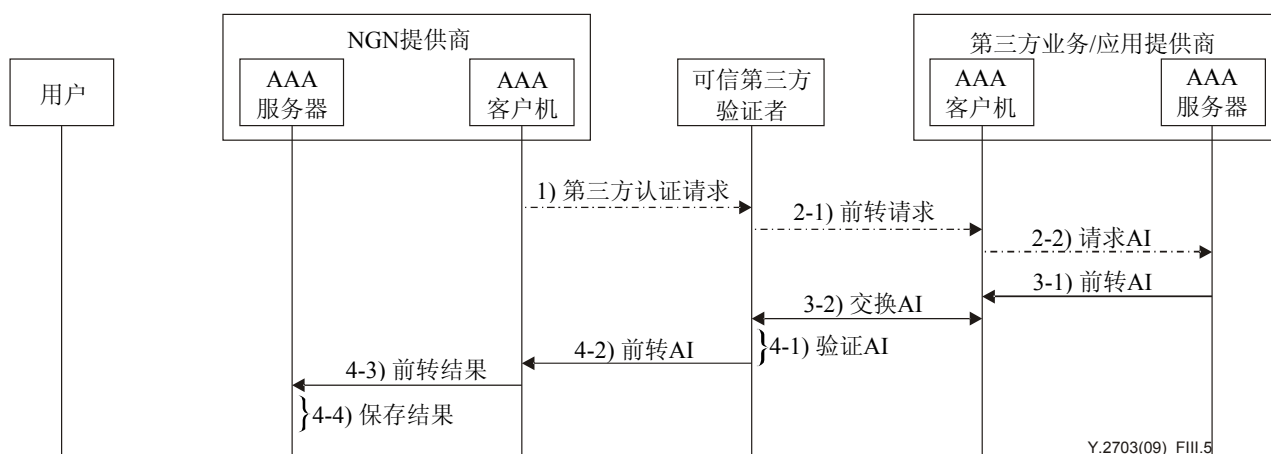 NGN提供商
第三方业务/应用提供商
用户
AAA
服务器
AAA
客户机
可信第三方
验证者
AAA
客户机
AAA
服务器
1) 第三方认证请求
2-1) 前转请求
2-2) 请求AI
3-1) 前转AI
3-2) 交换AI
4-1) 验证AI
4-2) 前转AI
4-3) 前转结果
4-4) 保存结果
Y.2703(09)_FIII.5